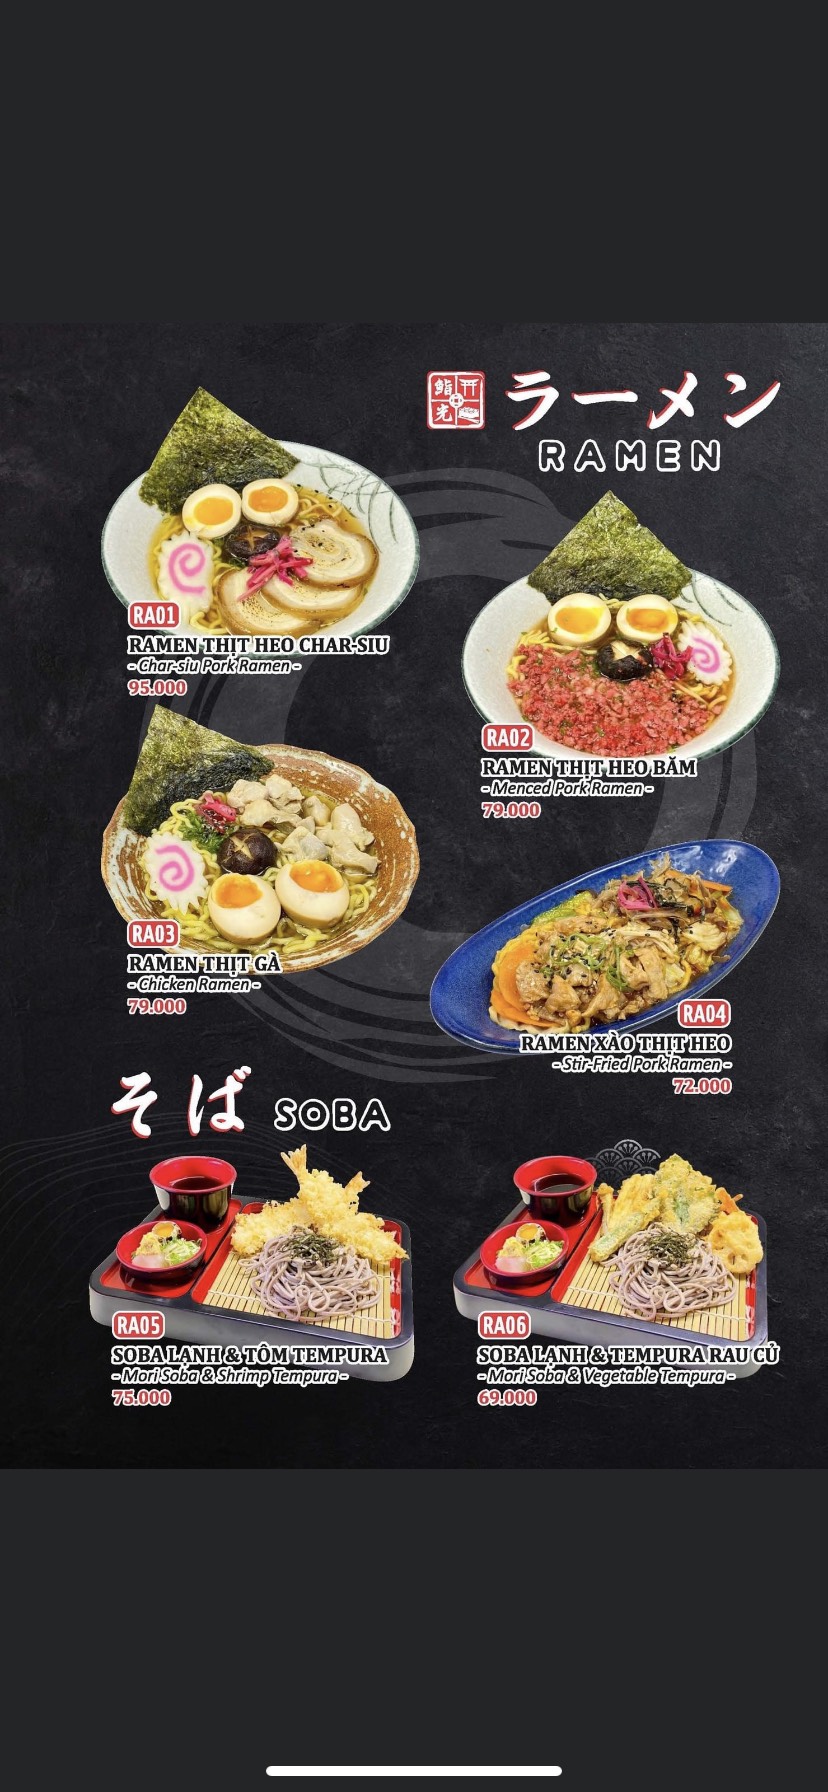 鮨
光
ラーメン
RAMEN
RA01
RAMEN THỊT HEO CHAR-SIU
- Char-siu Pork Ramen -
95.000
RA02
RAMEN THỊT HEO BĂM
- Menced Pork Ramen -
79.000
RA03
RAMEN THỊT GÀ
- Chicken Ramen -
79.000
RA04
RAMEN XÀO THỊT HEO
- Stir-Fried Pork Ramen -
72.000
そば SOBA
RA05
SOBA LẠNH & TÔM TEMPURA
- Mori Soba & Shrimp Tempura -
75.000
RA06
SOBA LẠNH & TEMPURA RAU CỦ
- Mori Soba & Vegetable Tempura -
69.000